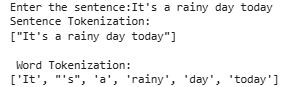 Enter the sentence:It's a rainy day today
Sentence Tokenization:
["It's a rainy day today"]
Word Tokenization:
['It', "'s", 'a', 'rainy', 'day', 'today']